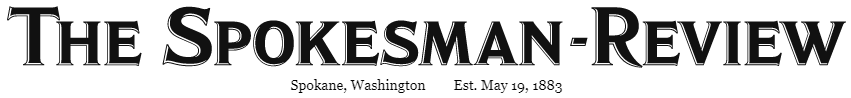 The Spokesman-Review
Spokane, Washington Est. May 19, 1883